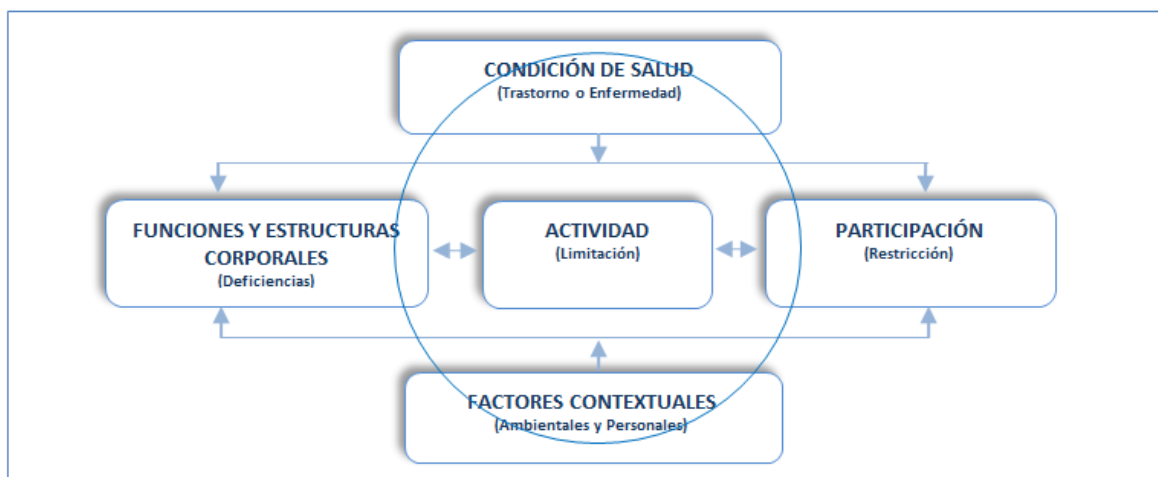 CONDICIÓN DE SALUD
(Trastorno o Enfermedad)
FUNCIONES Y ESTRUCTURAS
CORPORALES
(Deficiencias)
ACTIVIDAD
(Limitación)
PARTICIPACIÓN
(Restricción)
FACTORES CONTEXTUALES
(Ambientales y Personales)